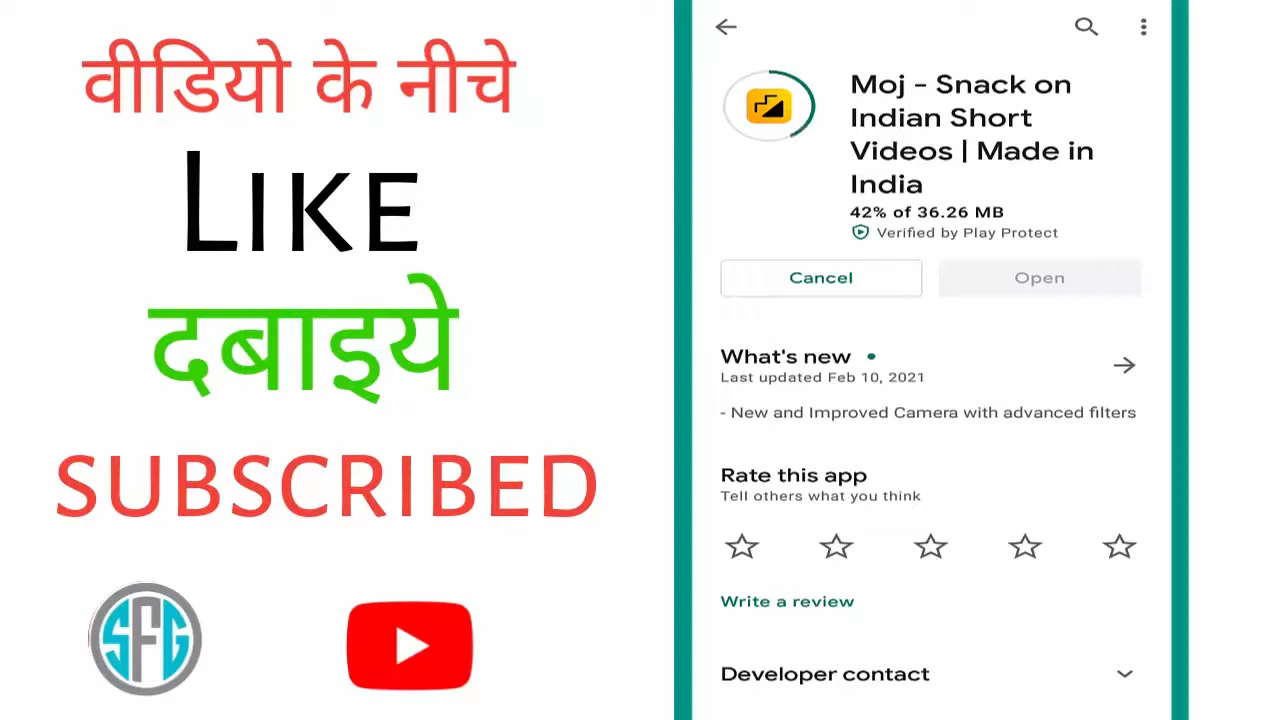 वीडियो के नीचे
LIKE
दबाइये
SUBSCRIBED
SFG
Moj - Snack on
Indian Short
Videos | Made in
India
42% of 36.26 MB
Verified by Play Protect
Cancel
Open
What's new
Last updated Feb 10, 2021
- New and Improved Camera with advanced filters
Rate this app
Tell others what you think
Write a review
Developer contact